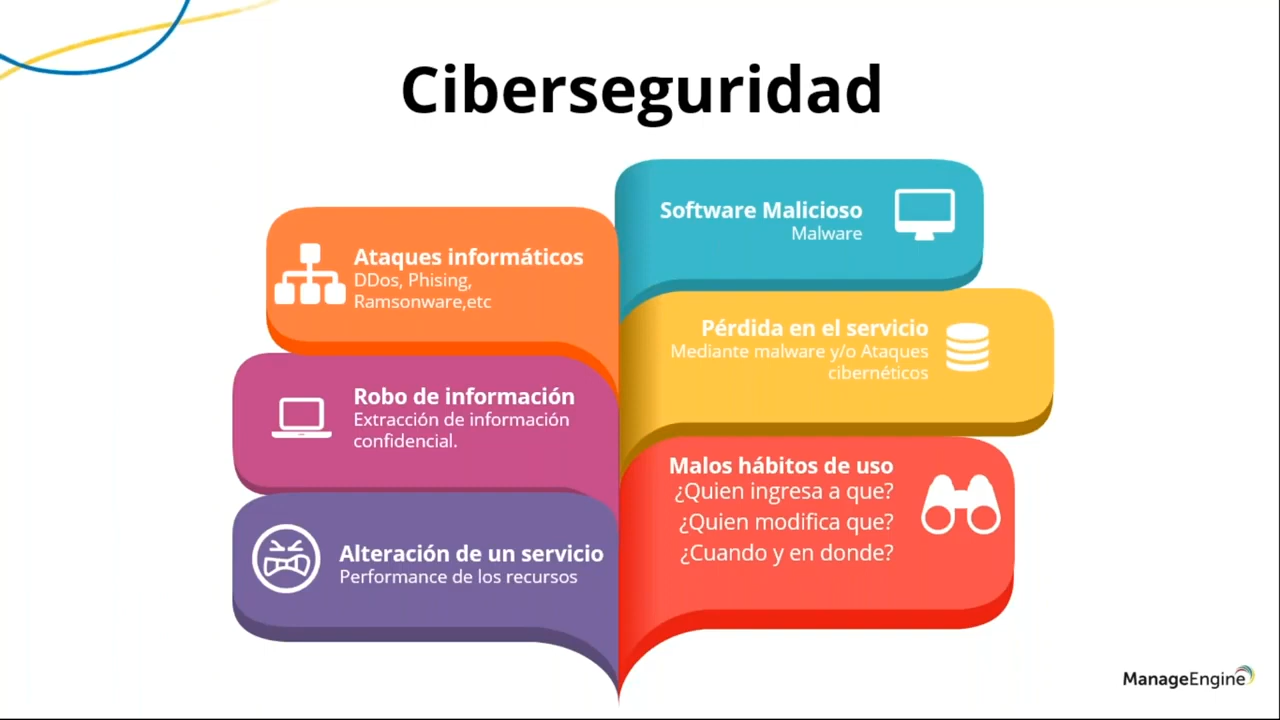 Ciberseguridad
Software Malicioso
Malware
Ataques informáticos
DDos, Phising,
Ramsonware,etc
Pérdida en el servicio
Mediante malware y/o Ataques
cibernéticos
Robo de información
Extracción de información
confidencial.
Malos hábitos de uso
¿Quien ingresa a que?
¿Quien modifica que?
¿Cuando y en donde?
Alteración de un servicio
Performance de los recursos
ManageEngine